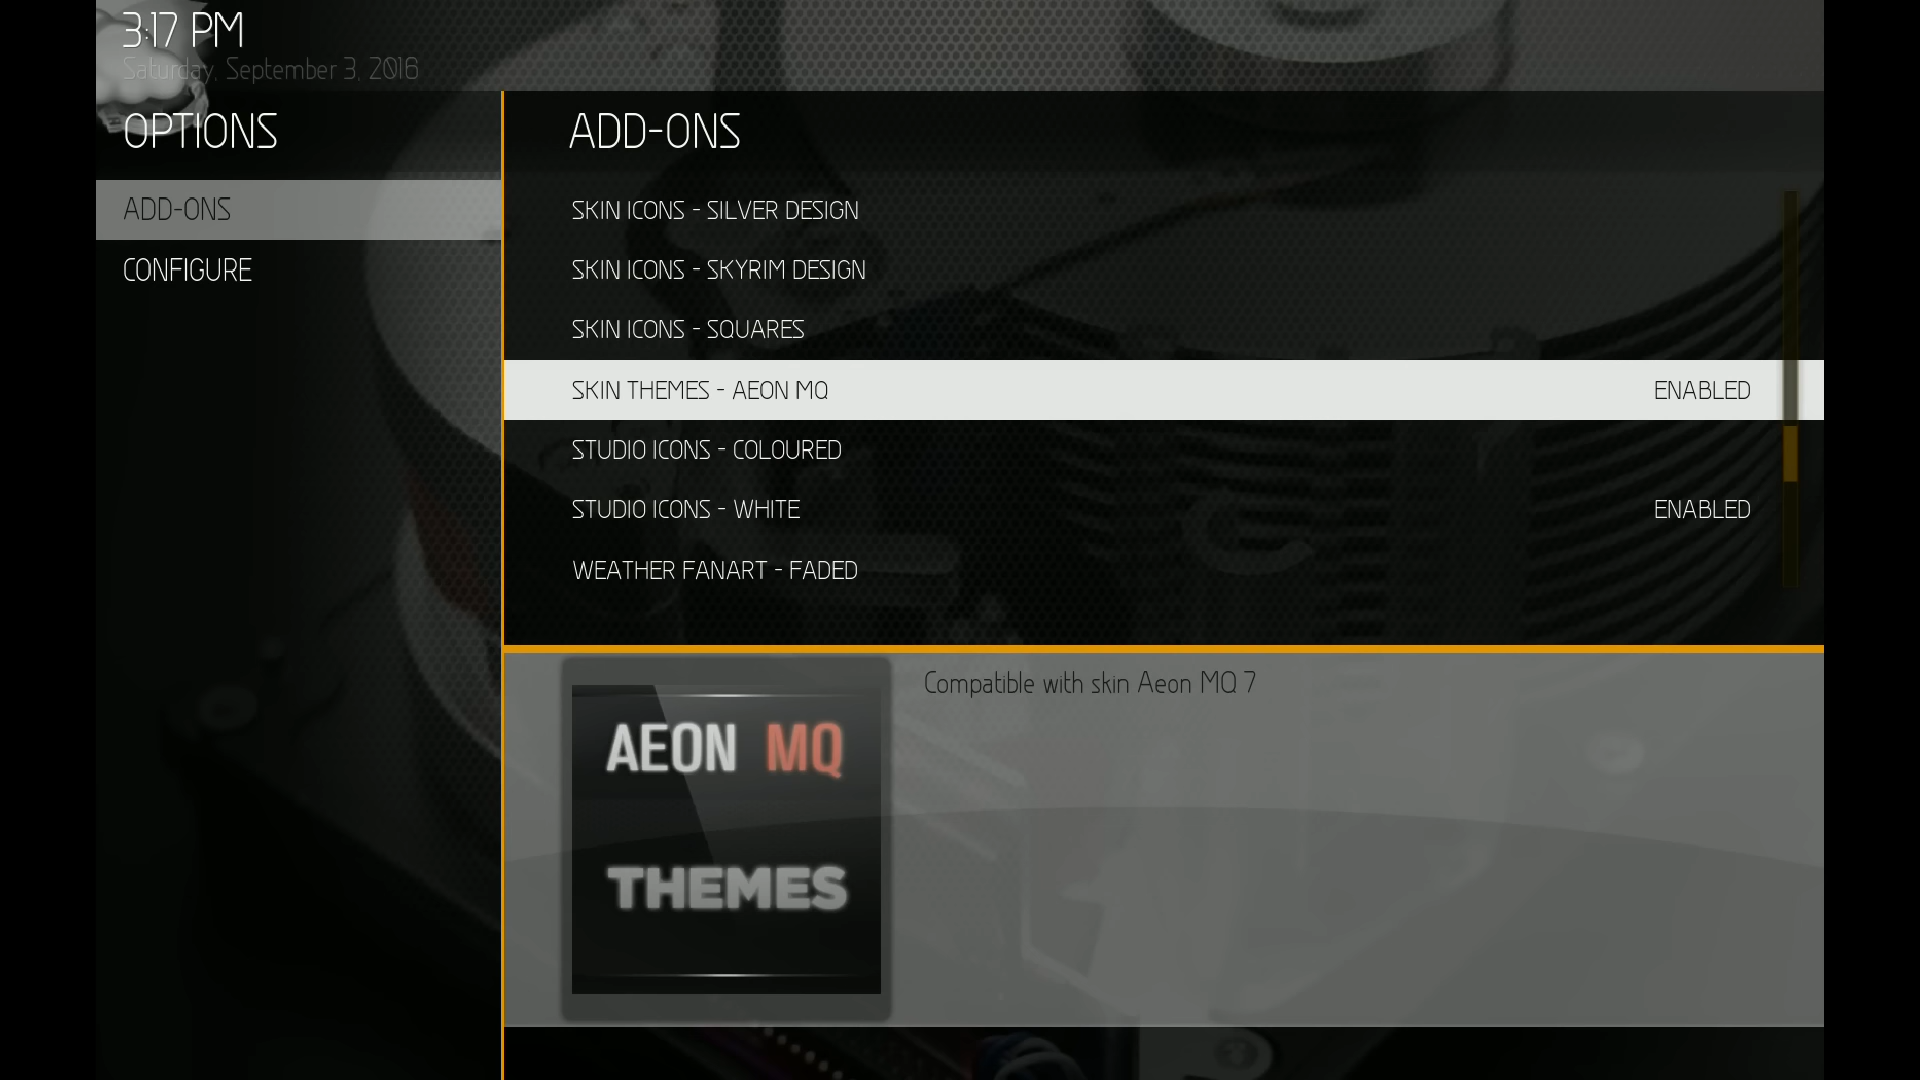 3:17 PM
Saturday, September 3, 2016
OPTIONS
ADD-ONS
CONFIGURE
ADD-ONS
SKIN ICONS - SILVER DESIGN
SKIN ICONS - SKYRIM DESIGN
SKIN ICONS - SQUARES
SKIN THEMES - AEON MQ ENABLED
STUDIO ICONS - COLOURED
STUDIO ICONS - WHITE ENABLED
WEATHER FANART - FADED
AEON MQ
THEMES
Compatible with skin Aeon MQ 7